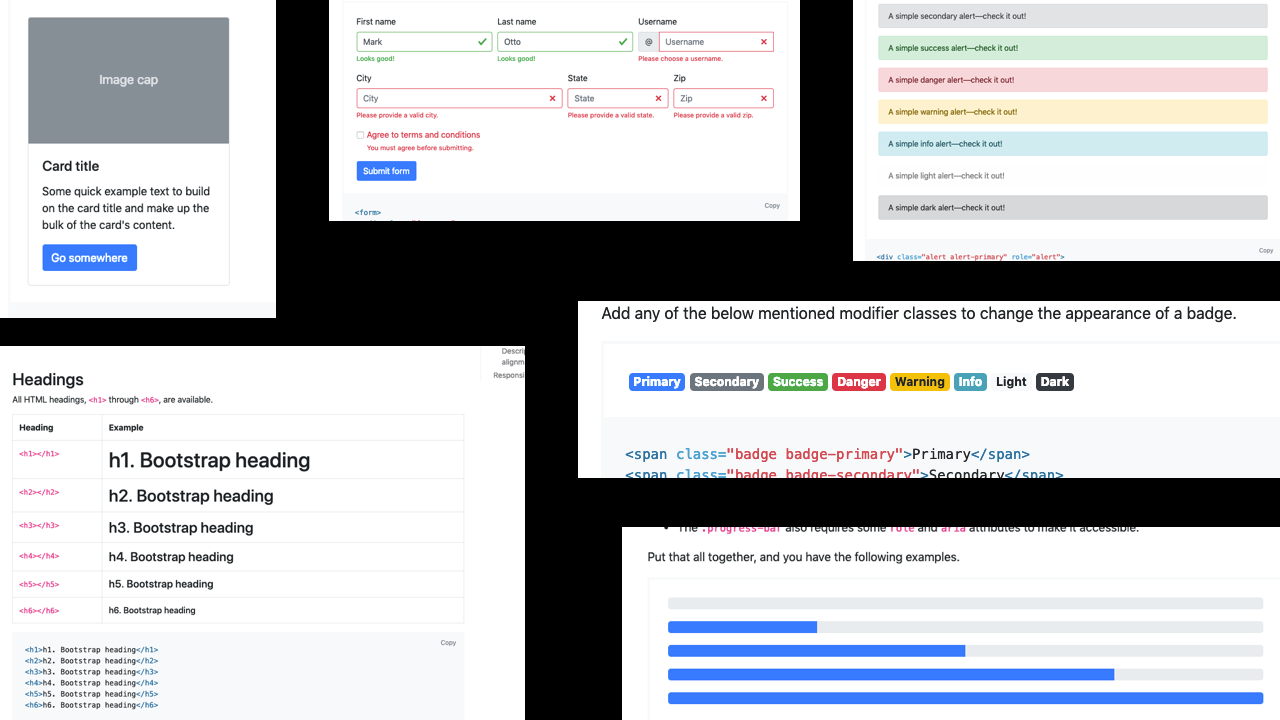 Image cap
Card title
Some quick example text to build
on the card title and make up the
bulk of the card's content.
Go somewhere
First name
Last name
Username
Mark
Otto
@
Username
Looks good!
Looks good!
Please choose a username.
City
State
Zip
City
State
Zip
Please provide a valid city.
Please provide a valid state.
Please provide a valid zip.
Agree to terms and conditions
You must agree before submitting.
Submit form
Copy
<form>
A simple secondary alert—check it out!
A simple success alert—check it out!
A simple danger alert—check it out!
A simple warning alert—check it out!
A simple info alert—check it out!
A simple light alert—check it out!
A simple dark alert—check it out!
Copy
<div class="alert alert-primary" role="alert">
Add any of the below mentioned modifier classes to change the appearance of a badge.
Primary Secondary Success Danger Warning Info Light Dark
<span class="badge badge-primary">Primary</span>
<span class="badge badge-secondary">Secondary</span>
Headings
All HTML headings, <h1> through <h6>, are available.
Heading
Example
<h1></h1>
h1. Bootstrap heading
<h2></h2>
h2. Bootstrap heading
<h3></h3>
h3. Bootstrap heading
<h4></h4>
h4. Bootstrap heading
<h5></h5>
h5. Bootstrap heading
<h6></h6>
h6. Bootstrap heading
Copy
<h1>h1. Bootstrap heading</h1>
<h2>h2. Bootstrap heading</h2>
<h3>h3. Bootstrap heading</h3>
<h4>h4. Bootstrap heading</h4>
<h5>h5. Bootstrap heading</h5>
<h6>h6. Bootstrap heading</h6>
Descrip
alignm
Responsi
The .progress-bar also requires some role and aria attributes to make it accessible.
Put that all together, and you have the following examples.